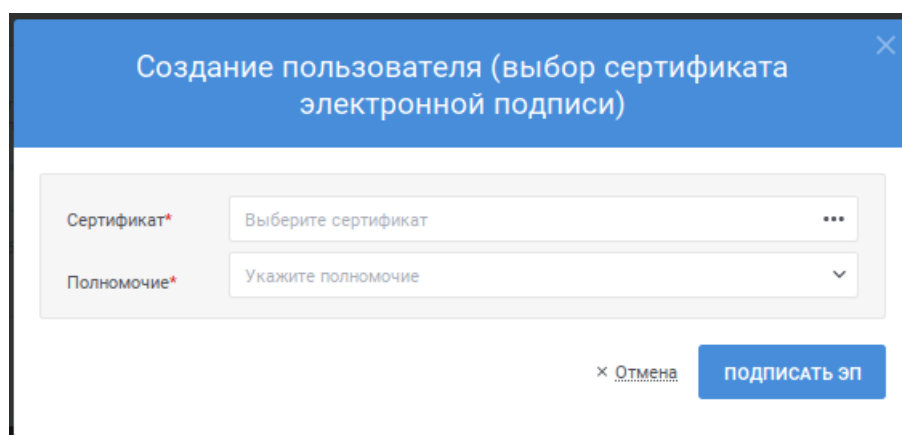 Создание пользователя (выбор сертификата
электронной подписи)
Сертификат* Выберите сертификат •••
Полномочие* Укажите полномочие
× Отмена ПОДПИСАТЬ ЭП